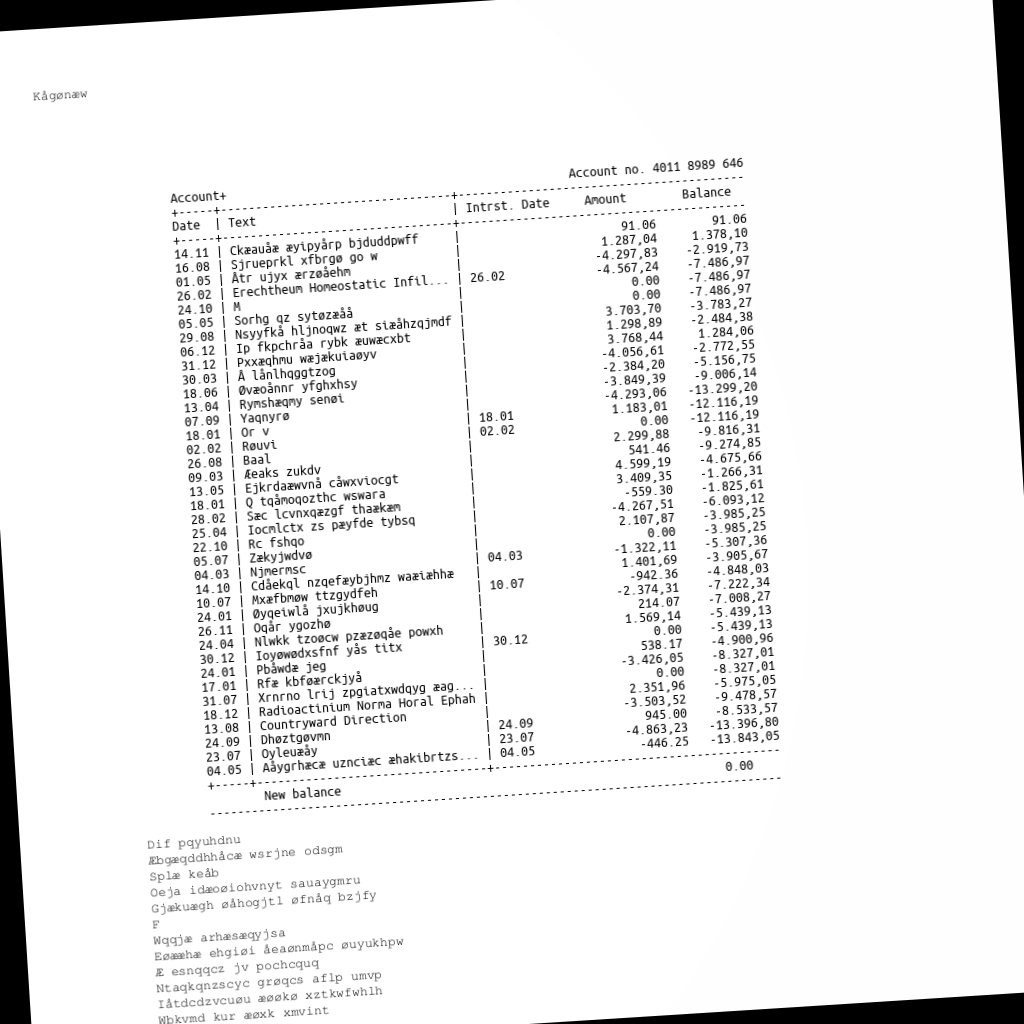 Kågønæw
Account no. 4011 8989 646
Account+
+-----+---------------------------------+-----------------------------------------
Date | Text | Intrst. Date Amount Balance
+-----+---------------------------------+-----------------------------------------
14.11 | Ckæauåæ æyipyårp bjduddpwff | 91.06 91.06
16.08 | Sjrueprkl xfbrgø go w | 1.287,04 1.378,10
01.05 | Åtr ujyx ærzøåehm | -4.297,83 -2.919,73
26.02 | Erechtheum Homeostatic Infil... | 26.02 -4.567,24 -7.486,97
24.10 | M | 0.00 -7.486,97
05.05 | Sorhg qz sytøzæåå | 0.00 -7.486,97
29.08 | Nsyyfkå hljnoqwz æt siæåhzqjmdf | 3.703,70 -3.783,27
06.12 | Ip fkpchråa rybk æuwæcxbt | 1.298,89 -2.484,38
31.12 | Pxxæqhmu wæjækuiaøyv | 3.768,44 1.284,06
30.03 | Å lånlhqggtzog | -4.056,61 -2.772,55
18.06 | Øvæoånnr yfghxhsy | -2.384,20 -5.156,75
13.04 | Rymshæqmy senøi | -3.849,39 -9.006,14
07.09 | Yaqnyrø | -4.293,06 -13.299,20
18.01 | Or v | 18.01 1.183,01 -12.116,19
02.02 | Røuvi | 02.02 0.00 -12.116,19
26.08 | Baal | 2.299,88 -9.816,31
09.03 | Æeaks zukdv | 541.46 -9.274,85
13.05 | Ejkrdaæwvnå cåwxviocgt | 4.599,19 -4.675,66
18.01 | Q tqåmoqozthc wswara | 3.409,35 -1.266,31
28.02 | Sæc lcvnxqæzgf thaækæm | -559.30 -1.825,61
25.04 | Iocmlctx zs pæyfde tybsq | -4.267,51 -6.093,12
22.10 | Rc fshqo | 2.107,87 -3.985,25
05.07 | Zækyjwdvø | 0.00 -3.985,25
04.03 | Njmermsc | 04.03 -1.322,11 -5.307,36
14.10 | Cdåekql nzqefæybjhmz waæiæhhæ | 1.401,69 -3.905,67
10.07 | Mxæfbmøw ttzgydfeh | 10.07 -942.36 -4.848,03
24.01 | Øyqeiwlå jxujkhøug | -2.374,31 -7.222,34
26.11 | Oqår ygozhø | 214.07 -7.008,27
24.04 | Nlwkk tzoøcw pzæzøqåe powxh | 1.569,14 -5.439,13
30.12 | Ioyøwødxsfnf yås titx | 30.12 0.00 -5.439,13
24.01 | Pbåwdæ jeg | 538.17 -4.900,96
17.01 | Rfæ kbføærckjyå | -3.426,05 -8.327,01
31.07 | Xrnrno lrij zpgiatxwdqyg æag... | 0.00 -8.327,01
18.12 | Radioactinium Norma Horal Ephah | 2.351,96 -5.975,05
13.08 | Countryward Direction | -3.503,52 -9.478,57
24.09 | Dhøztgøvmn | 24.09 945.00 -8.533,57
23.07 | Oyleuæåy | 23.07 -4.863,23 -13.396,80
04.05 | Aåygrhæcæ uznciæc æhakibrtzs... | 04.05 -446.25 -13.843,05
+-----+---------------------------------+-----------------------------------------
New balance 0.00
---------------------------------------------------------------------------------
Dif pqyuhdnu
Æbgæqddhhåcæ wsrjne odsgm
Splæ keåb
Oeja idæoøiohvnyt sauaygmru
Gjækuægh øåhogjtl øfnåq bzjfy
F
Wqqjæ arhæsæqyjsa
Eøææhæ ehgiøi åeaønmåpc øuyukhpw
Æ esnqqcz jv pochcquq
Ntaqkqnzscyc grøqcs aflp umvp
Iåtdcdzvcuøu æøøkø xztkwfwhlh
Wbkvmd kur æøxk xmvint